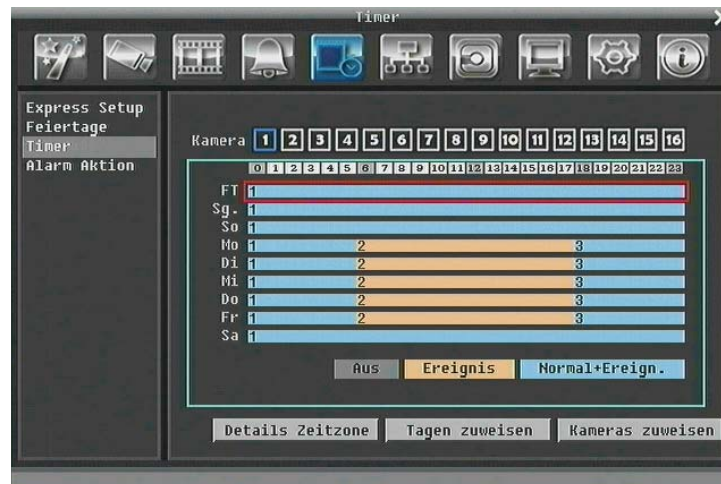 Timer
Express Setup
Feiertage
Timer
Alarm Aktion
Kamera 1 2 3 4 5 6 7 8 9 10 11 12 13 14 15 16
0 1 2 3 4 5 6 7 8 9 10 11 12 13 14 15 16 17 18 19 20 21 22 23
FT 1
Sg. 1
So 1
Mo 1 2 3
Di 1 2 3
Mi 1 2 3
Do 1 2 3
Fr 1 2 3
Sa 1
Aus Ereignis Normal+Ereign.
Details Zeitzone Tagen zuweisen Kameras zuweisen